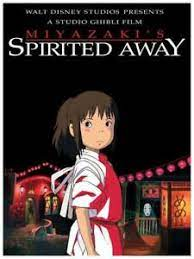 WALT DISNEY STUDIOS PRESENTS
A STUDIO GHIBLI FILM
MIYAZAKI'S
SPIRITED AWAY